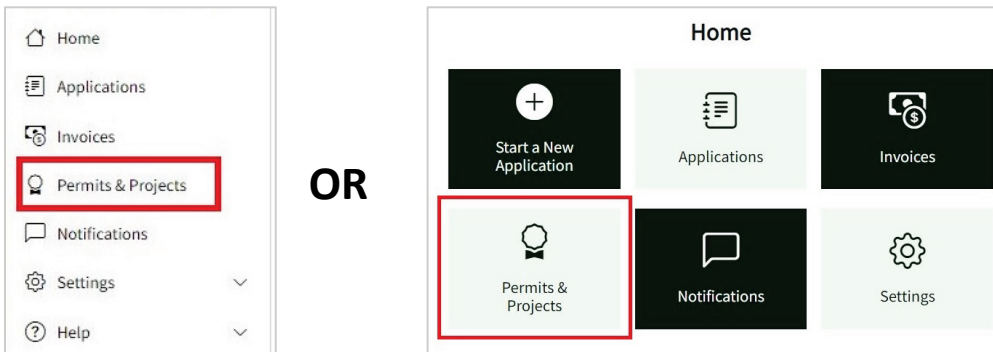 Home
Applications
Invoices
Permits & Projects
Notifications
Settings
Help
OR
Home
Start a New
Application
Applications
Invoices
Permits &
Projects
Notifications
Settings